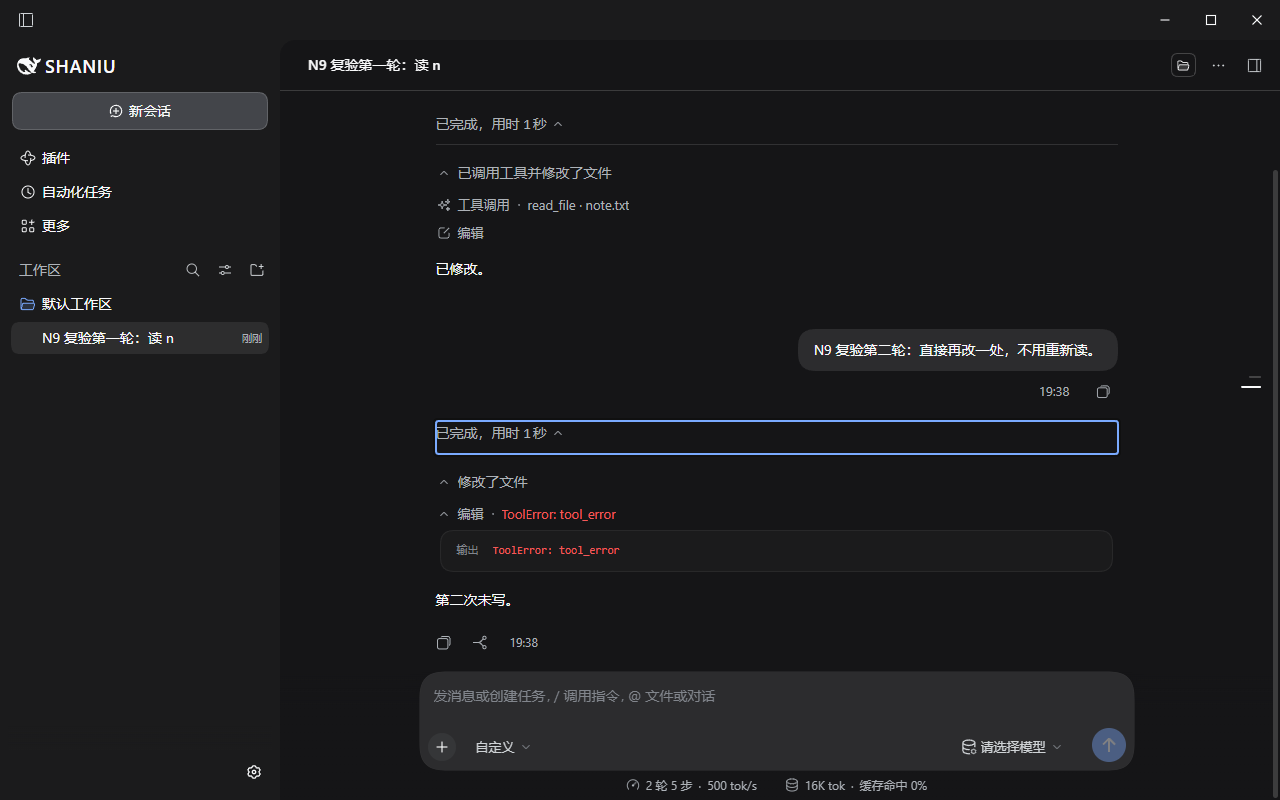 SHANIU
新会话
插件
自动化任务
更多
工作区
默认工作区
N9 复验第一轮：读 n
刚刚
N9 复验第一轮：读 n
已完成，用时 1 秒
已调用工具并修改了文件
工具调用 · read_file · note.txt
编辑
已修改。
N9 复验第二轮：直接再改一处，不用重新读。
19:38
已完成，用时 1 秒
修改了文件
编辑 · ToolError: tool_error
输出 ToolError: tool_error
第二次未写。
19:38
发消息或创建任务, / 调用指令, @ 文件或对话
自定义
请选择模型
2 轮 5 步 · 500 tok/s
16K tok · 缓存命中 0%